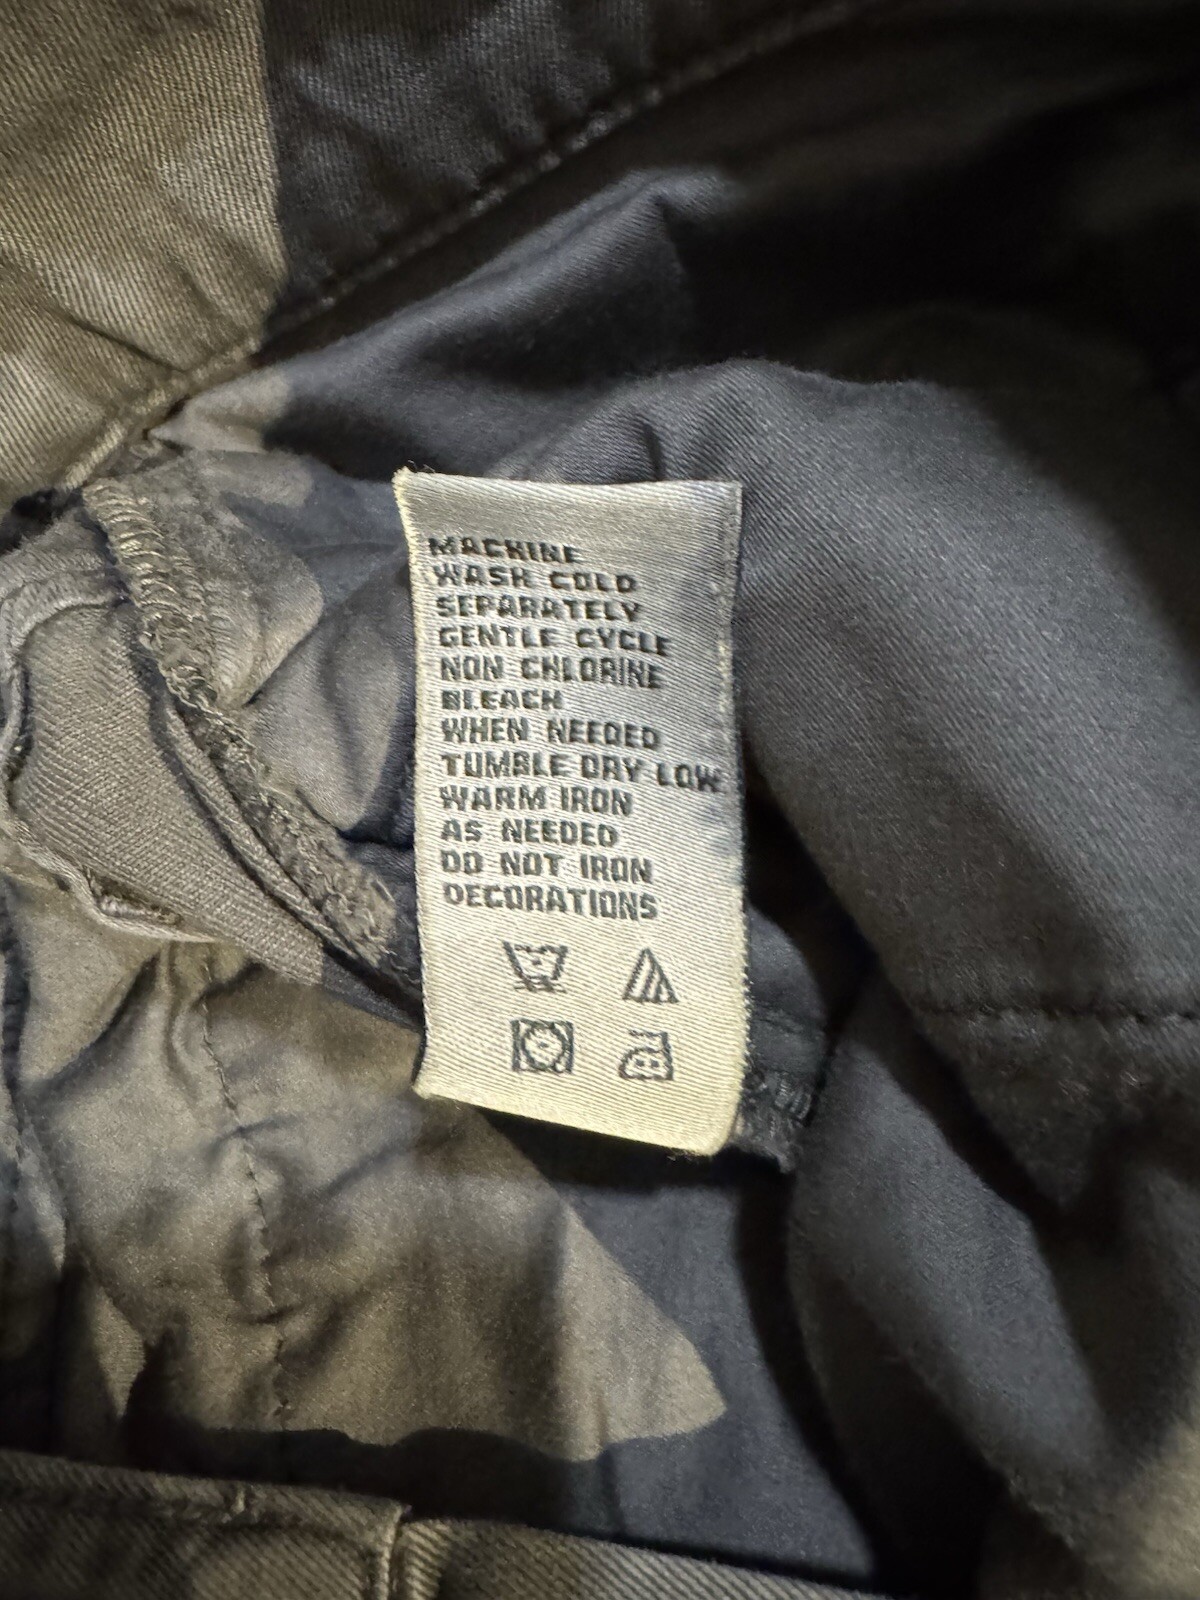 MACHINE
WASH COLD
SEPARATELY
GENTLE CYCLE
NON CHLORINE
BLEACH
WHEN NEEDED
TUMBLE DRY LOW
WARM IRON
AS NEEDED
DO NOT IRON
DECORATIONS